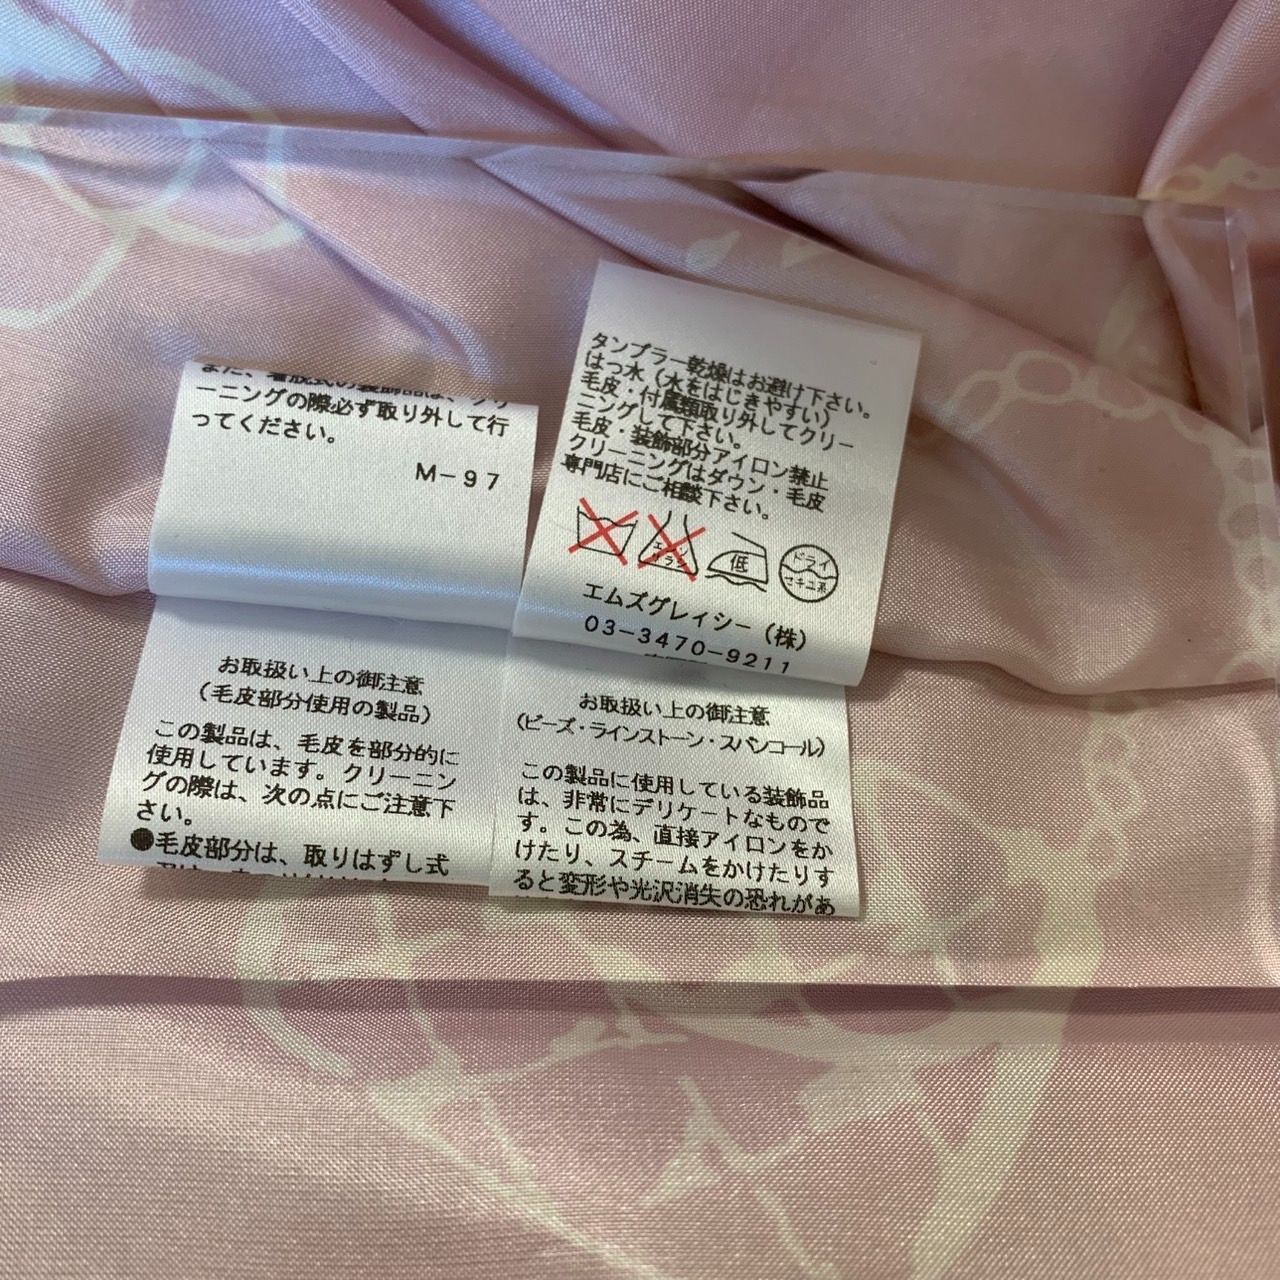 また、着脱式の装飾品は、クリ
ーニングの際必ず取り外して行
ってください。
M-97
お取扱い上の御注意
(毛皮部分使用の製品)
この製品は、毛皮を部分的に
使用しています。クリーニン
グの際は、次の点にご注意下
さい。
●毛皮部分は、取りはずし式
タンブラー乾燥はお避け下さい。
はつ水(水をはじきやすい)
毛皮・付属類取り外してクリー
ニングして下さい。
毛皮・装飾部分アイロン禁止
クリーニングはダウン・毛皮
専門店にご相談下さい。
エンソ
サラシ
低
ドライ
セキユ系
エムズグレイシー(株)
03-3470-9211
お取扱い上の御注意
(ビーズ・ラインストーン・スパンコール)
この製品に使用している装飾品
は、非常にデリケートなもので
す。この為、直接アイロンをか
けたり、スチームをかけたりす
ると変形や光沢消失の恐れがあ